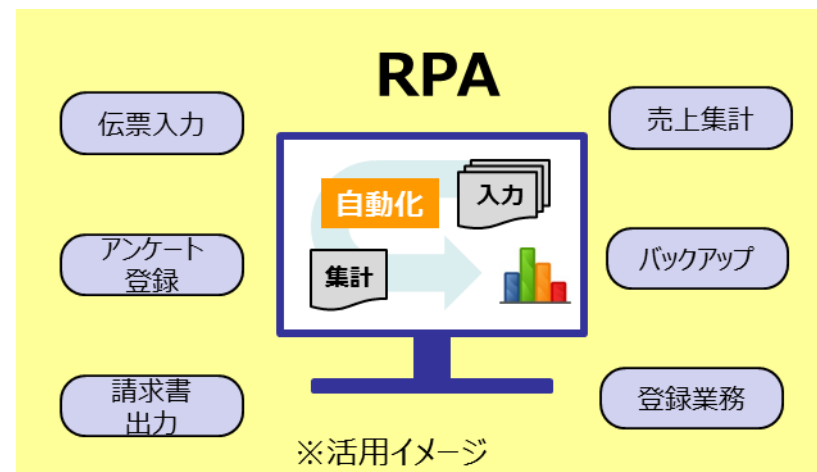 RPA
伝票入力
売上集計
自動化
入力
アンケート
登録
集計
バックアップ
請求書
出力
登録業務
※活用イメージ